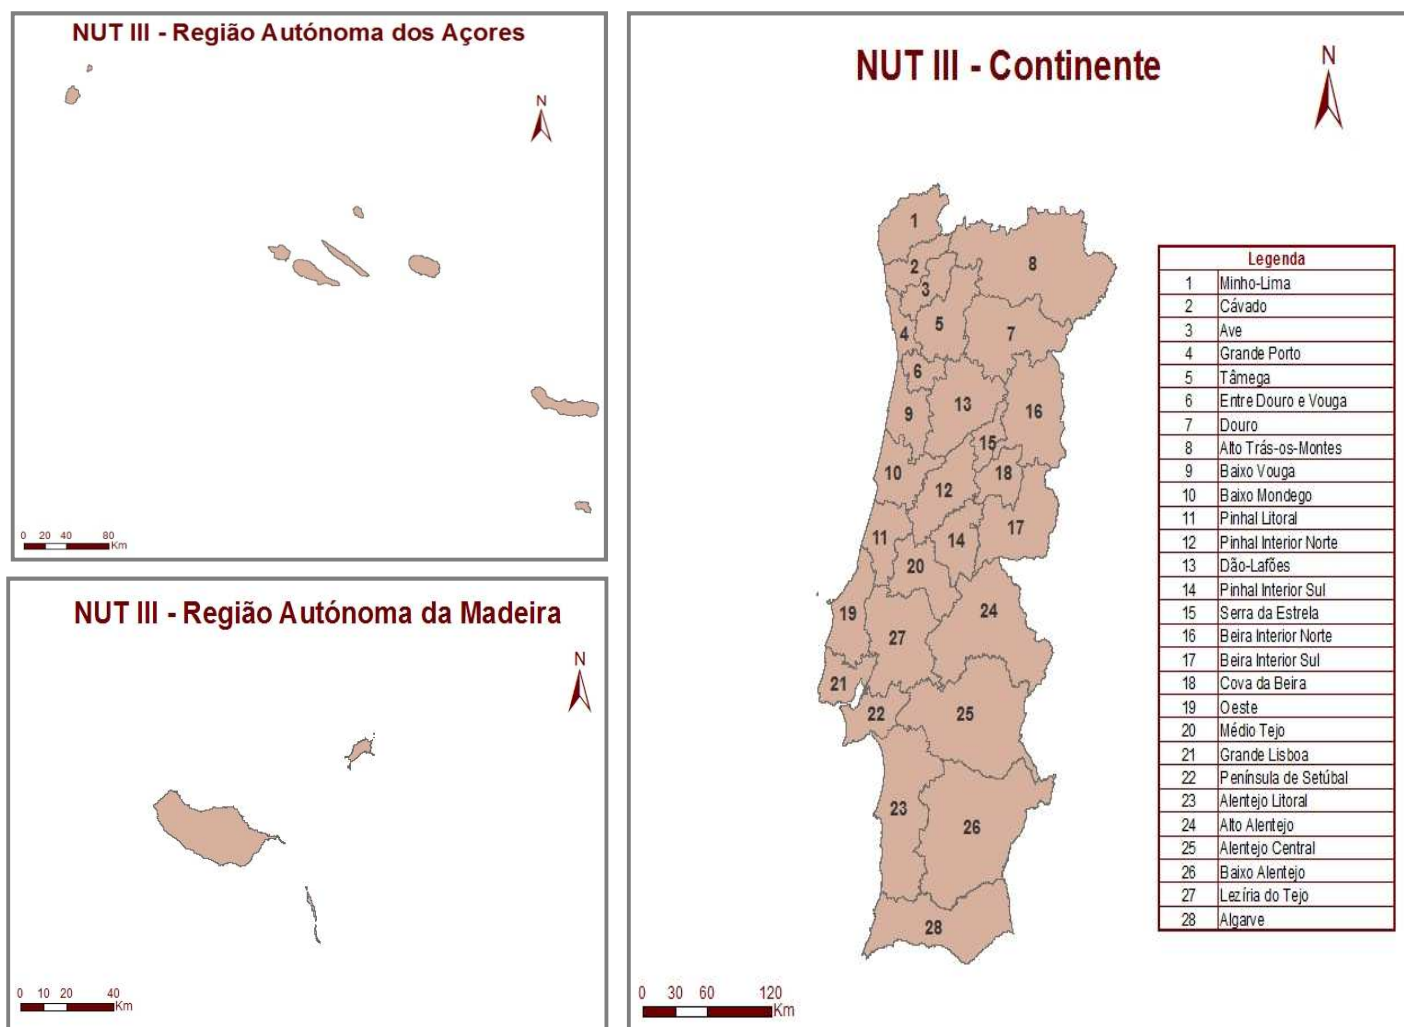 NUT III - Região Autónoma dos Açores
N
0 20 40 80
Km
NUT III - Região Autónoma da Madeira
N
0 10 20 40
Km
NUT III - Continente
N
1
2
3
4
5
6
7
8
9
13
16
15
10
12
18
11
14
17
20
19
24
27
21
22
25
23
26
28
0 30 60 120
Km
Legenda
1 Minho-Lima
2 Cávado
3 Ave
4 Grande Porto
5 Tâmega
6 Entre Douro e Vouga
7 Douro
8 Alto Trás-os-Montes
9 Baixo Vouga
10 Baixo Mondego
11 Pinhal Litoral
12 Pinhal Interior Norte
13 Dão-Lafões
14 Pinhal Interior Sul
15 Serra da Estrela
16 Beira Interior Norte
17 Beira Interior Sul
18 Cova da Beira
19 Oeste
20 Médio Tejo
21 Grande Lisboa
22 Península de Setúbal
23 Alentejo Litoral
24 Alto Alentejo
25 Alentejo Central
26 Baixo Alentejo
27 Lezíria do Tejo
28 Algarve